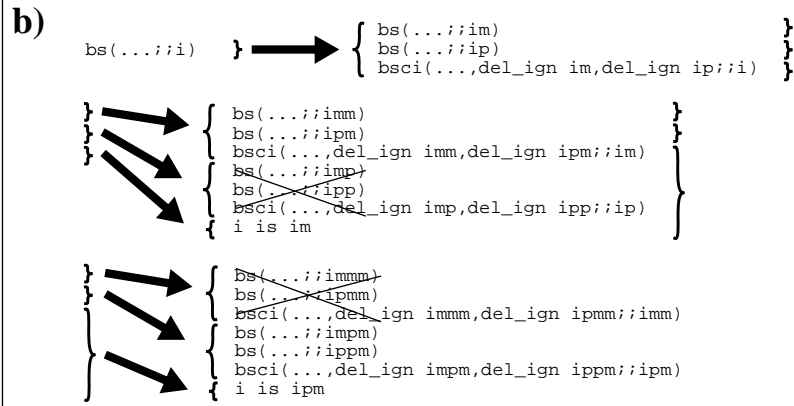 b)
bs(...;;i) } { bs(...;;im) }
bs(...;;ip) }
bsci(...,del_ign im,del_ign ip;;i) }
} { bs(...;;imm) }
} bs(...;;ipm) }
} bsci(...,del_ign imm,del_ign ipm;;im) }
{ bs(...;;imp)
bs(...;;ipp)
bsci(...,del_ign imp,del_ign ipp;;ip)
{ i is im
} { bs(...;;immm)
} bs(...;;ipmm)
} bsci(...,del_ign immm,del_ign ipmm;;imm)
{ bs(...;;impm)
bs(...;;ippm)
bsci(...,del_ign impm,del_ign ippm;;ipm)
{ i is ipm